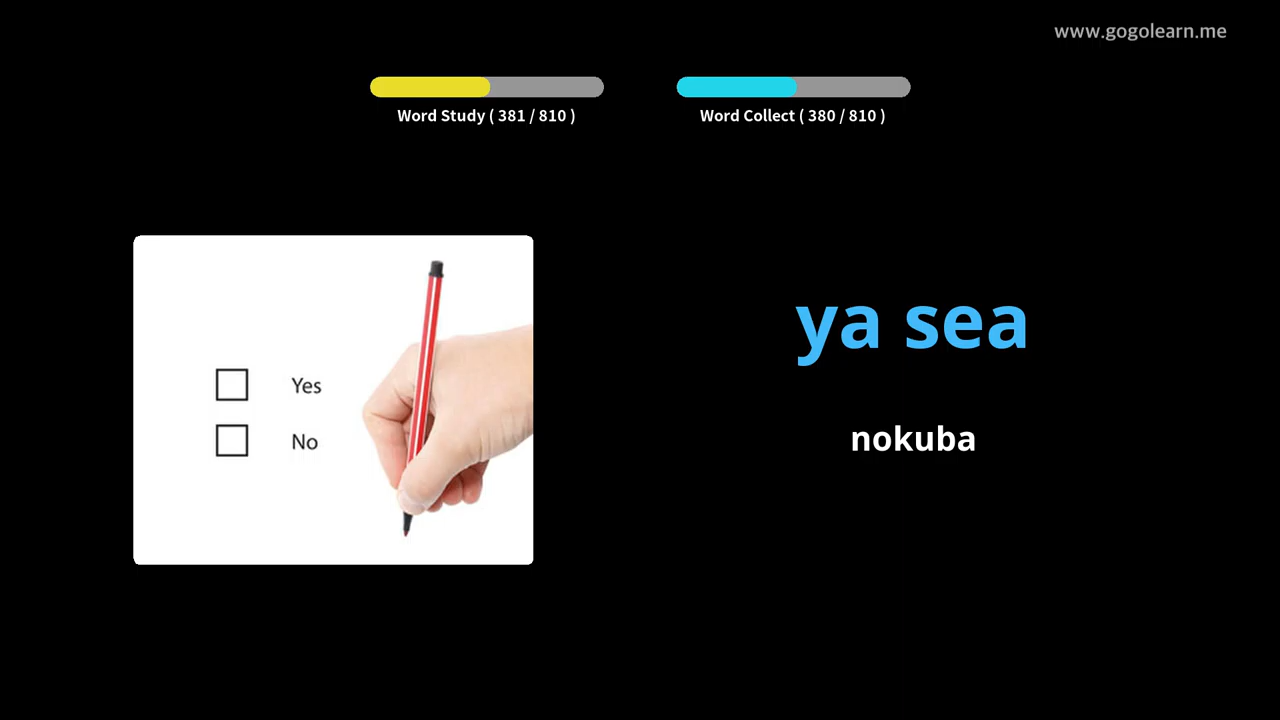 www.gogolearn.me
Word Study ( 381 / 810 )
Word Collect ( 380 / 810 )
Yes
No
ya sea
nokuba